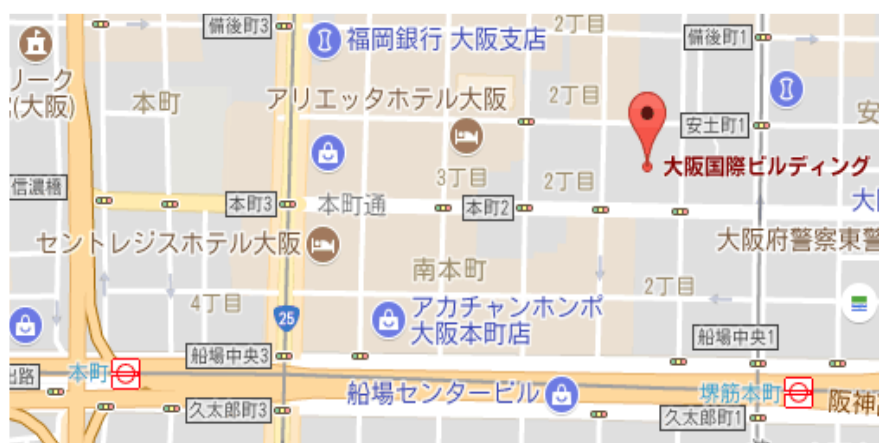 備後町3
2丁目
福岡銀行 大阪支店
備後町1
リーク
(大阪)
本町
アリエッタホテル大阪
2丁目
安
安土町1
大阪国際ビルディング
信濃橋
3丁目
2丁目
本町3
本町通
本町2
大
セントレジスホテル大阪
大阪府警察東警
南本町
2丁目
4丁目
アカチャンホンポ
大阪本町店
25
船場中央1
船場中央3
出路
本町
船場センタービル
堺筋本町
阪神
久太郎町3
久太郎町1